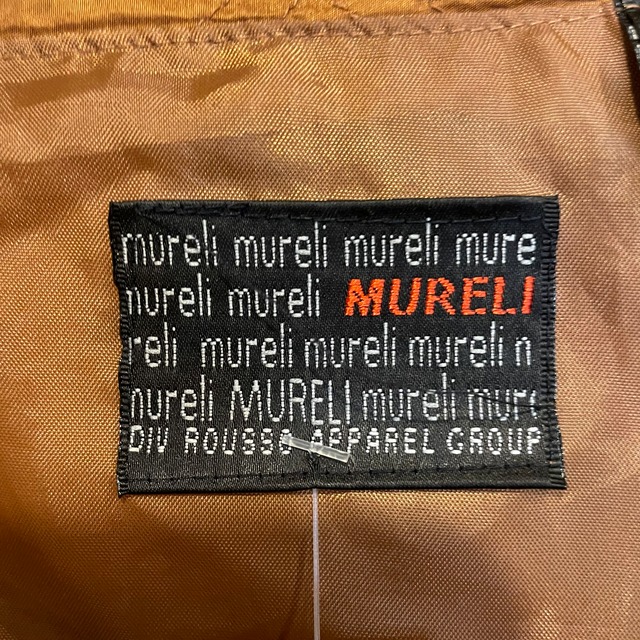 mureli mureli mureli mure
mureli mureli MURELI
reli mureli mureli mureli n
mureli MURELI mureli mure
DIV ROUSSO APPAREL GROUP